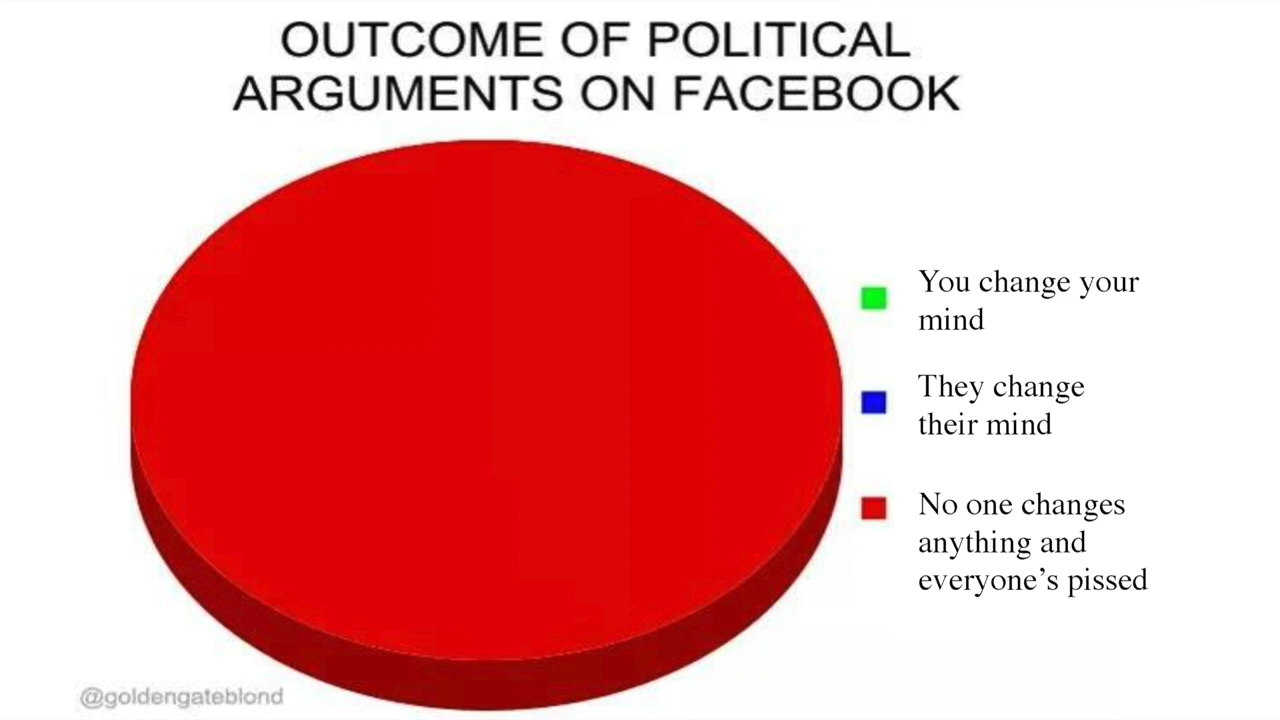 OUTCOME OF POLITICAL
ARGUMENTS ON FACEBOOK
You change your
mind
They change
their mind
No one changes
anything and
everyone’s pissed
@goldengateblond